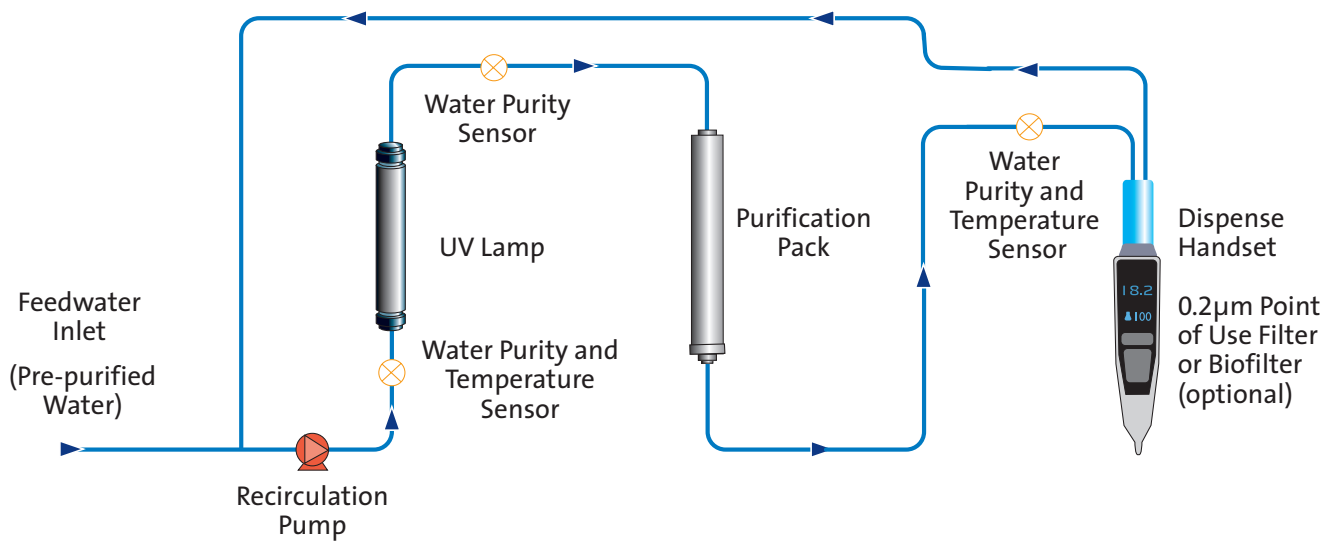 Water Purity
Sensor
Water
Purity and
Temperature
Sensor
UV Lamp
Purification
Pack
Dispense
Handset
18.2
100
0.2µm Point
of Use Filter
or Biofilter
(optional)
Feedwater
Inlet
(Pre-purified
Water)
Water Purity and
Temperature
Sensor
Recirculation
Pump